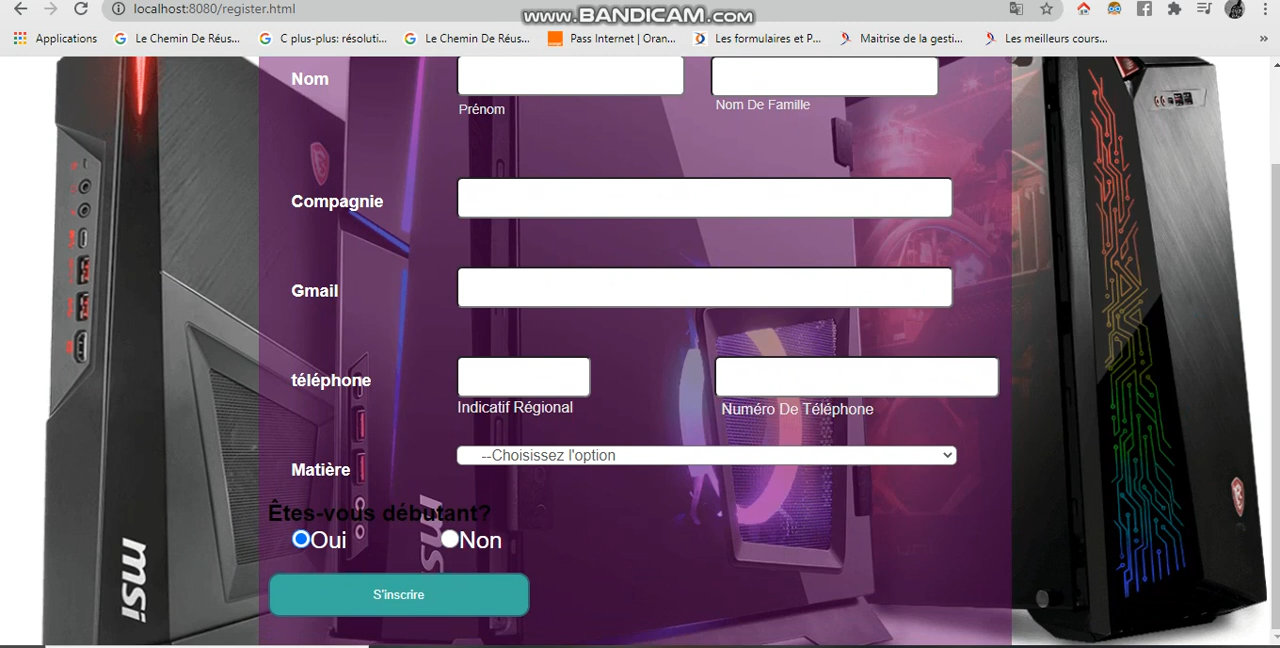 www.BANDICAM.com
localhost:8080/register.html
Applications
Le Chemin De Réus...
C plus-plus: résoluti...
Le Chemin De Réus...
Pass Internet | Oran...
Les formulaires et P...
Maitrise de la gesti...
Les meilleurs cours...
»
Nom
Prénom
Nom De Famille
Compagnie
Gmail
téléphone
Indicatif Régional
Numéro De Téléphone
Matière
--Choisissez l'option
Êtes-vous débutant?
Oui
Non
S'inscrire
msi
msi